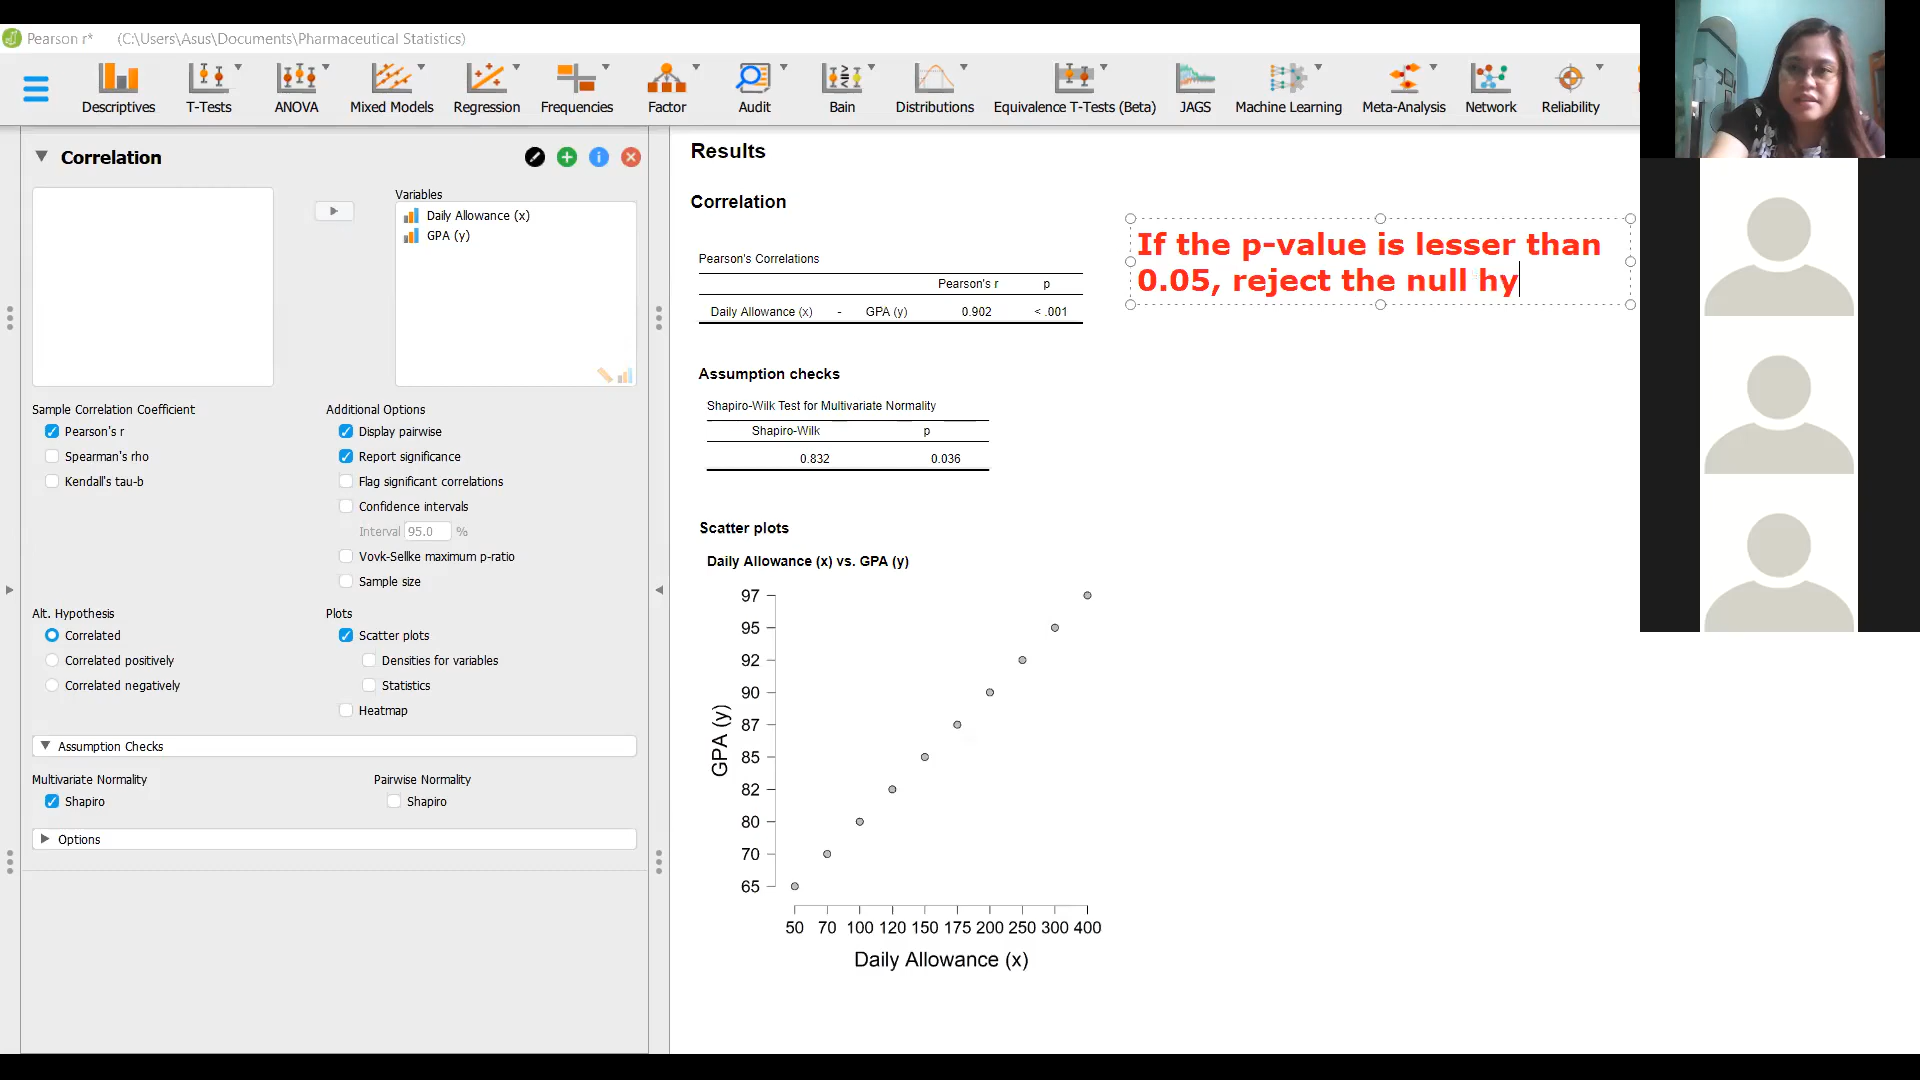 Pearson r* (C:\Users\Asus\Documents\Pharmaceutical Statistics)
Descriptives T-Tests ANOVA Mixed Models Regression Frequencies Factor Audit Bain Distributions Equivalence T-Tests (Beta) JAGS Machine Learning Meta-Analysis Network Reliability
Correlation
Variables
Daily Allowance (x)
GPA (y)
Sample Correlation Coefficient
Pearson's r
Spearman's rho
Kendall's tau-b
Additional Options
Display pairwise
Report significance
Flag significant correlations
Confidence intervals
Interval 95.0 %
Vovk-Sellke maximum p-ratio
Sample size
Alt. Hypothesis
Correlated
Correlated positively
Correlated negatively
Plots
Scatter plots
Densities for variables
Statistics
Heatmap
Assumption Checks
Multivariate Normality
Shapiro
Pairwise Normality
Shapiro
Options
Results
Correlation
Pearson's Correlations
Pearson's r p
Daily Allowance (x) - GPA (y) 0.902 < .001
If the p-value is lesser than
0.05, reject the null hy
Assumption checks
Shapiro-Wilk Test for Multivariate Normality
Shapiro-Wilk p
0.832 0.036
Scatter plots
Daily Allowance (x) vs. GPA (y)
97
95
92
90
87
85
82
80
70
65
GPA (y)
50 70 100 120 150 175 200 250 300 400
Daily Allowance (x)